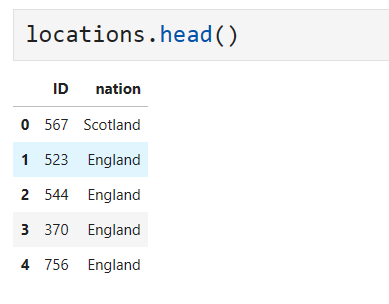 locations.head()
ID nation
0 567 Scotland
1 523 England
2 544 England
3 370 England
4 756 England